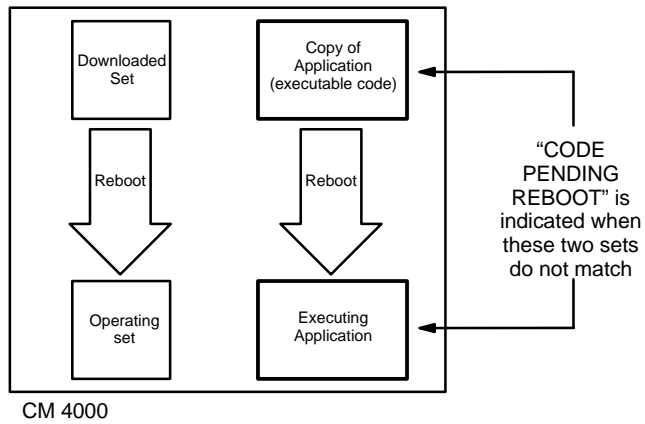 Downloaded
Set
Copy of
Application
(executable code)
Reboot
Reboot
“CODE
PENDING
REBOOT” is
indicated when
these two sets
do not match
Operating
set
Executing
Application
CM 4000